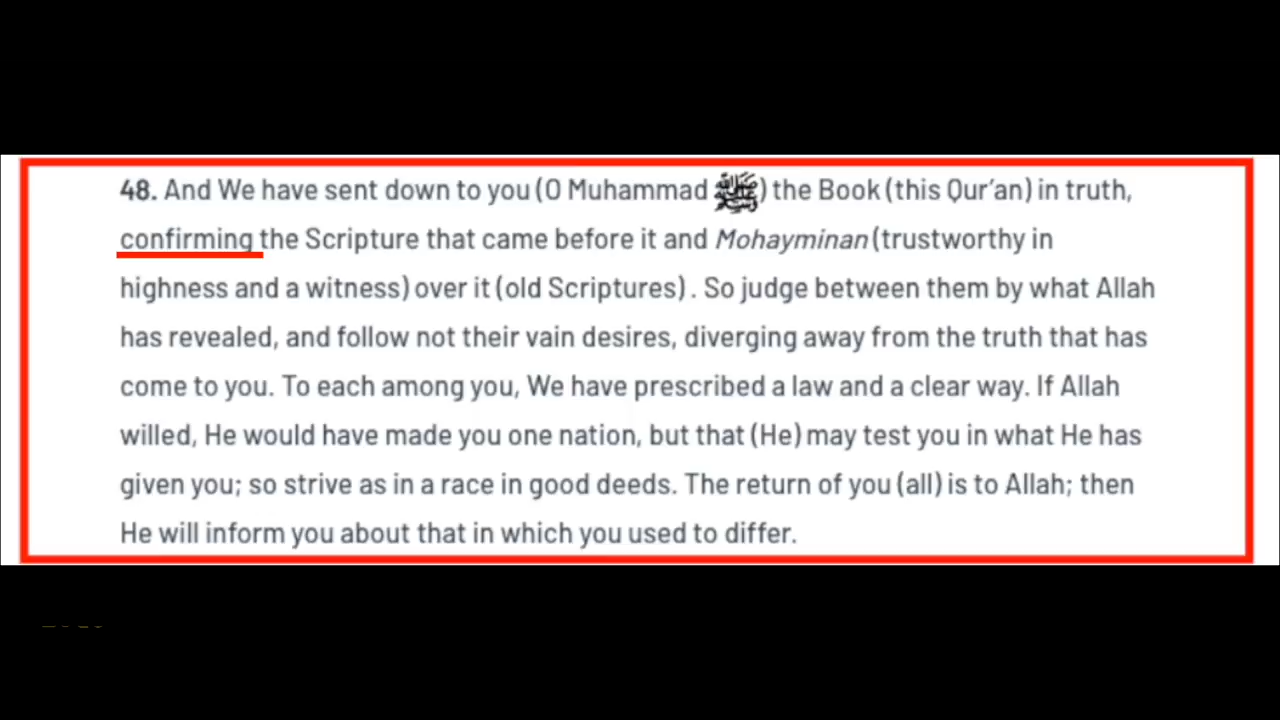 48. And We have sent down to you (O Muhammad ﷺ) the Book (this Qur’an) in truth,
confirming the Scripture that came before it and Mohayminan (trustworthy in
highness and a witness) over it (old Scriptures) . So judge between them by what Allah
has revealed, and follow not their vain desires, diverging away from the truth that has
come to you. To each among you, We have prescribed a law and a clear way. If Allah
willed, He would have made you one nation, but that (He) may test you in what He has
given you; so strive as in a race in good deeds. The return of you (all) is to Allah; then
He will inform you about that in which you used to differ.